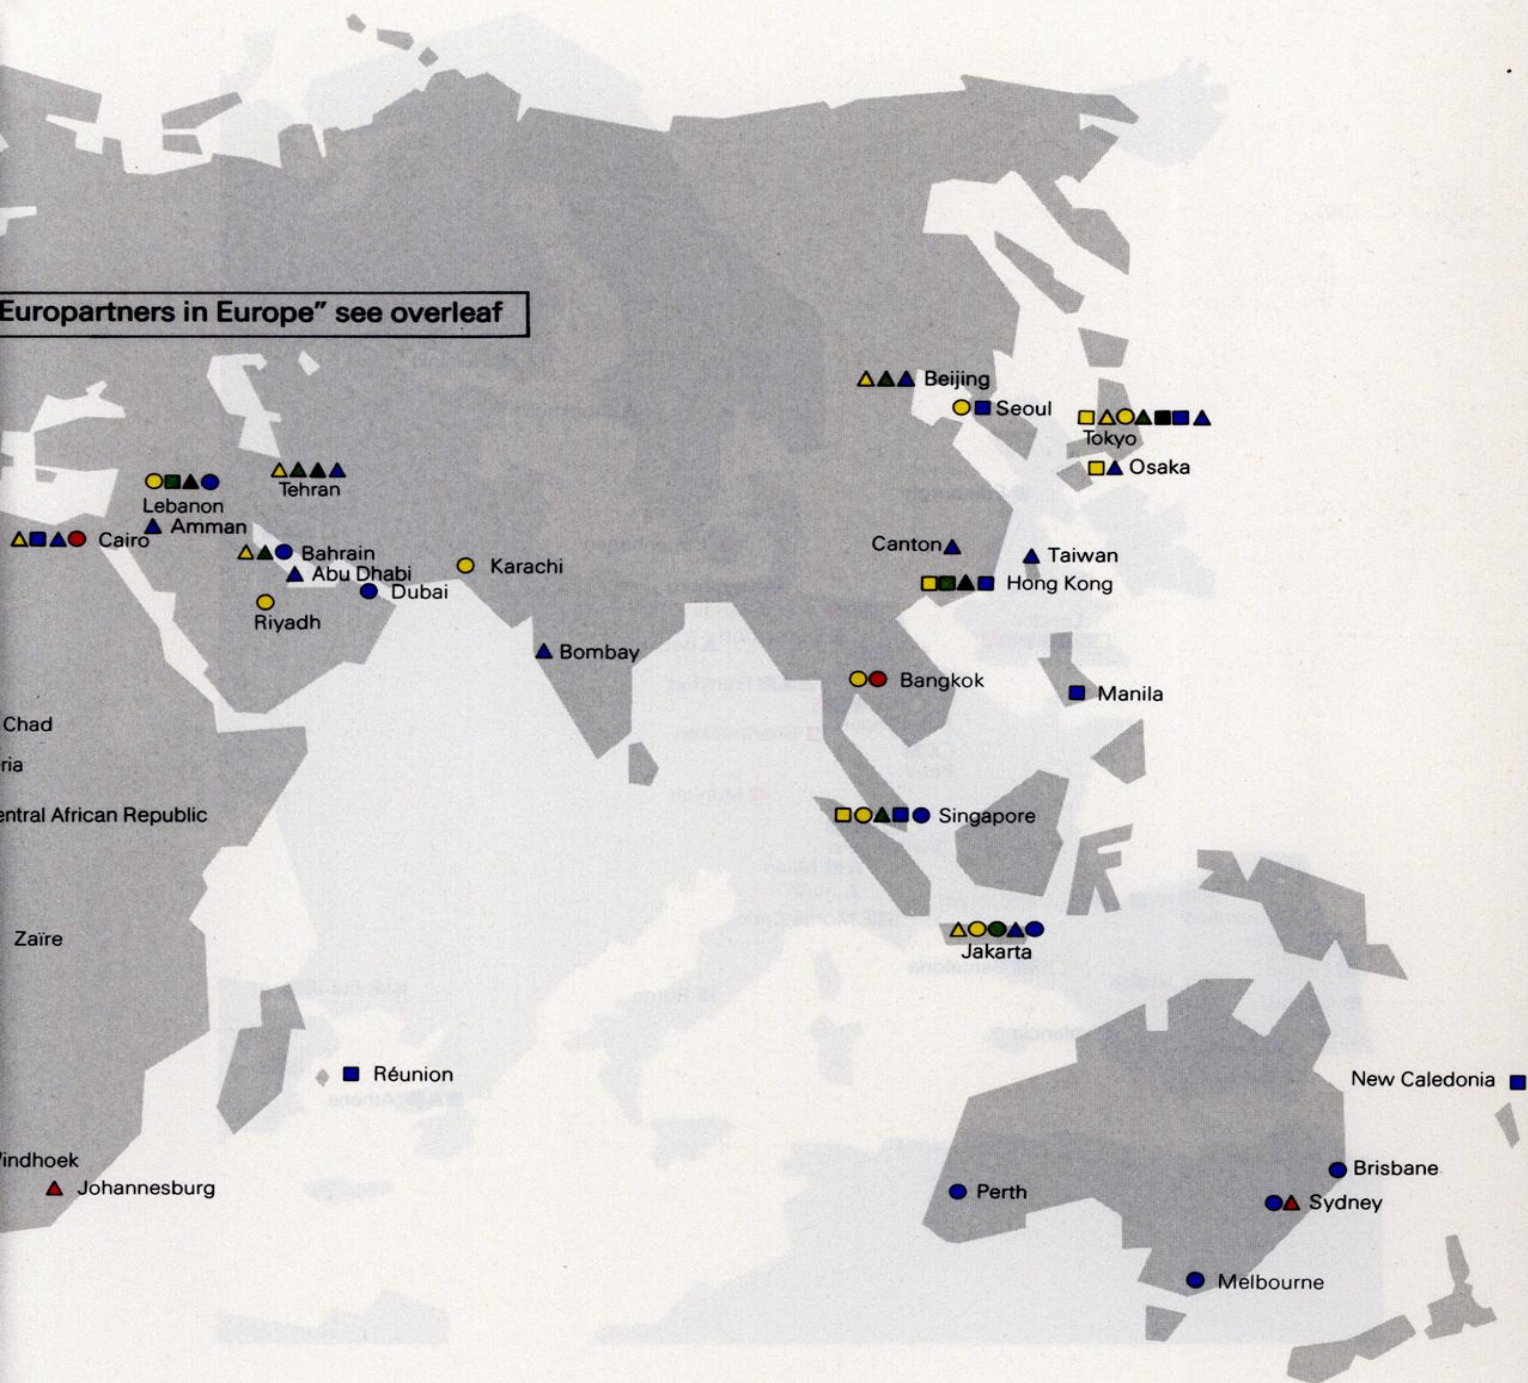 Europartners in Europe” see overleaf
Beijing
Seoul
Tokyo
Osaka
Tehran
Lebanon
Amman
Cairo
Bahrain
Abu Dhabi
Dubai
Riyadh
Karachi
Canton
Taiwan
Hong Kong
Bombay
Bangkok
Manila
Chad
ria
entral African Republic
Singapore
Zaïre
Jakarta
Réunion
New Caledonia
indhoek
Johannesburg
Brisbane
Perth
Sydney
Melbourne